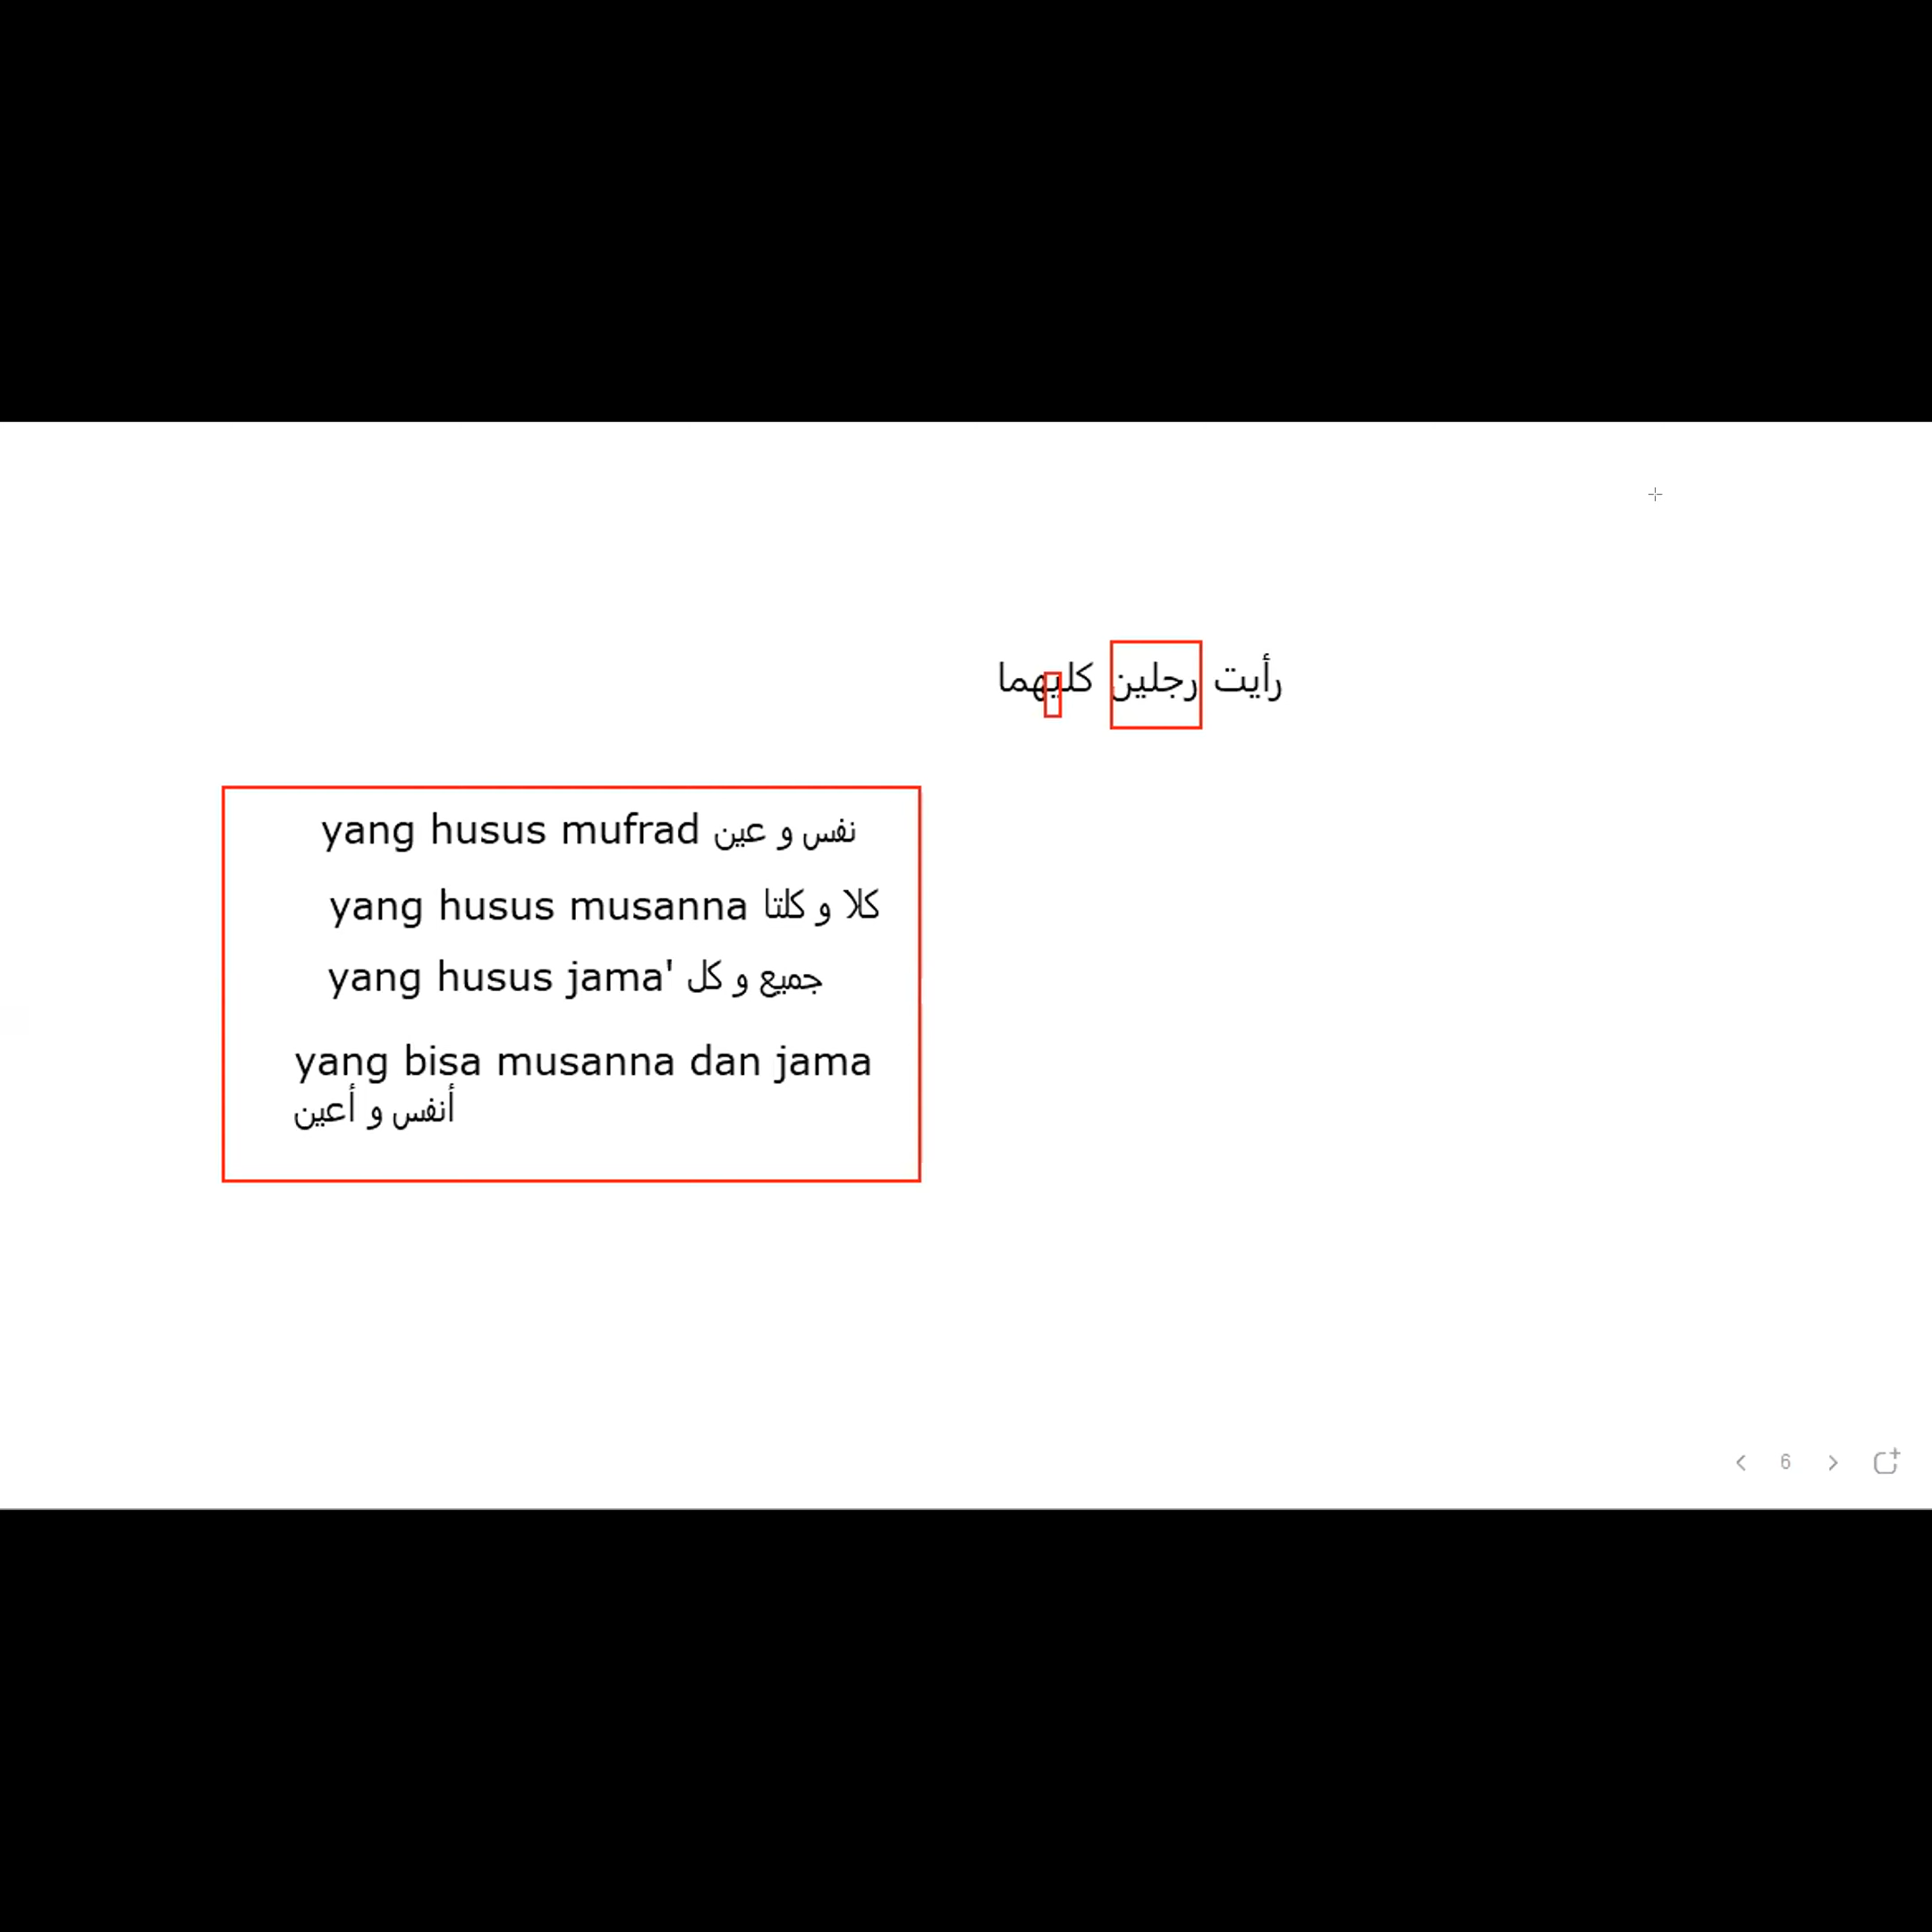 رأيت رجلين كليهما
yang husus mufrad نفس و عين
yang husus musanna كلا و كلتا
yang husus jama' جميع و كل
yang bisa musanna dan jama
أنفس و أعين
6